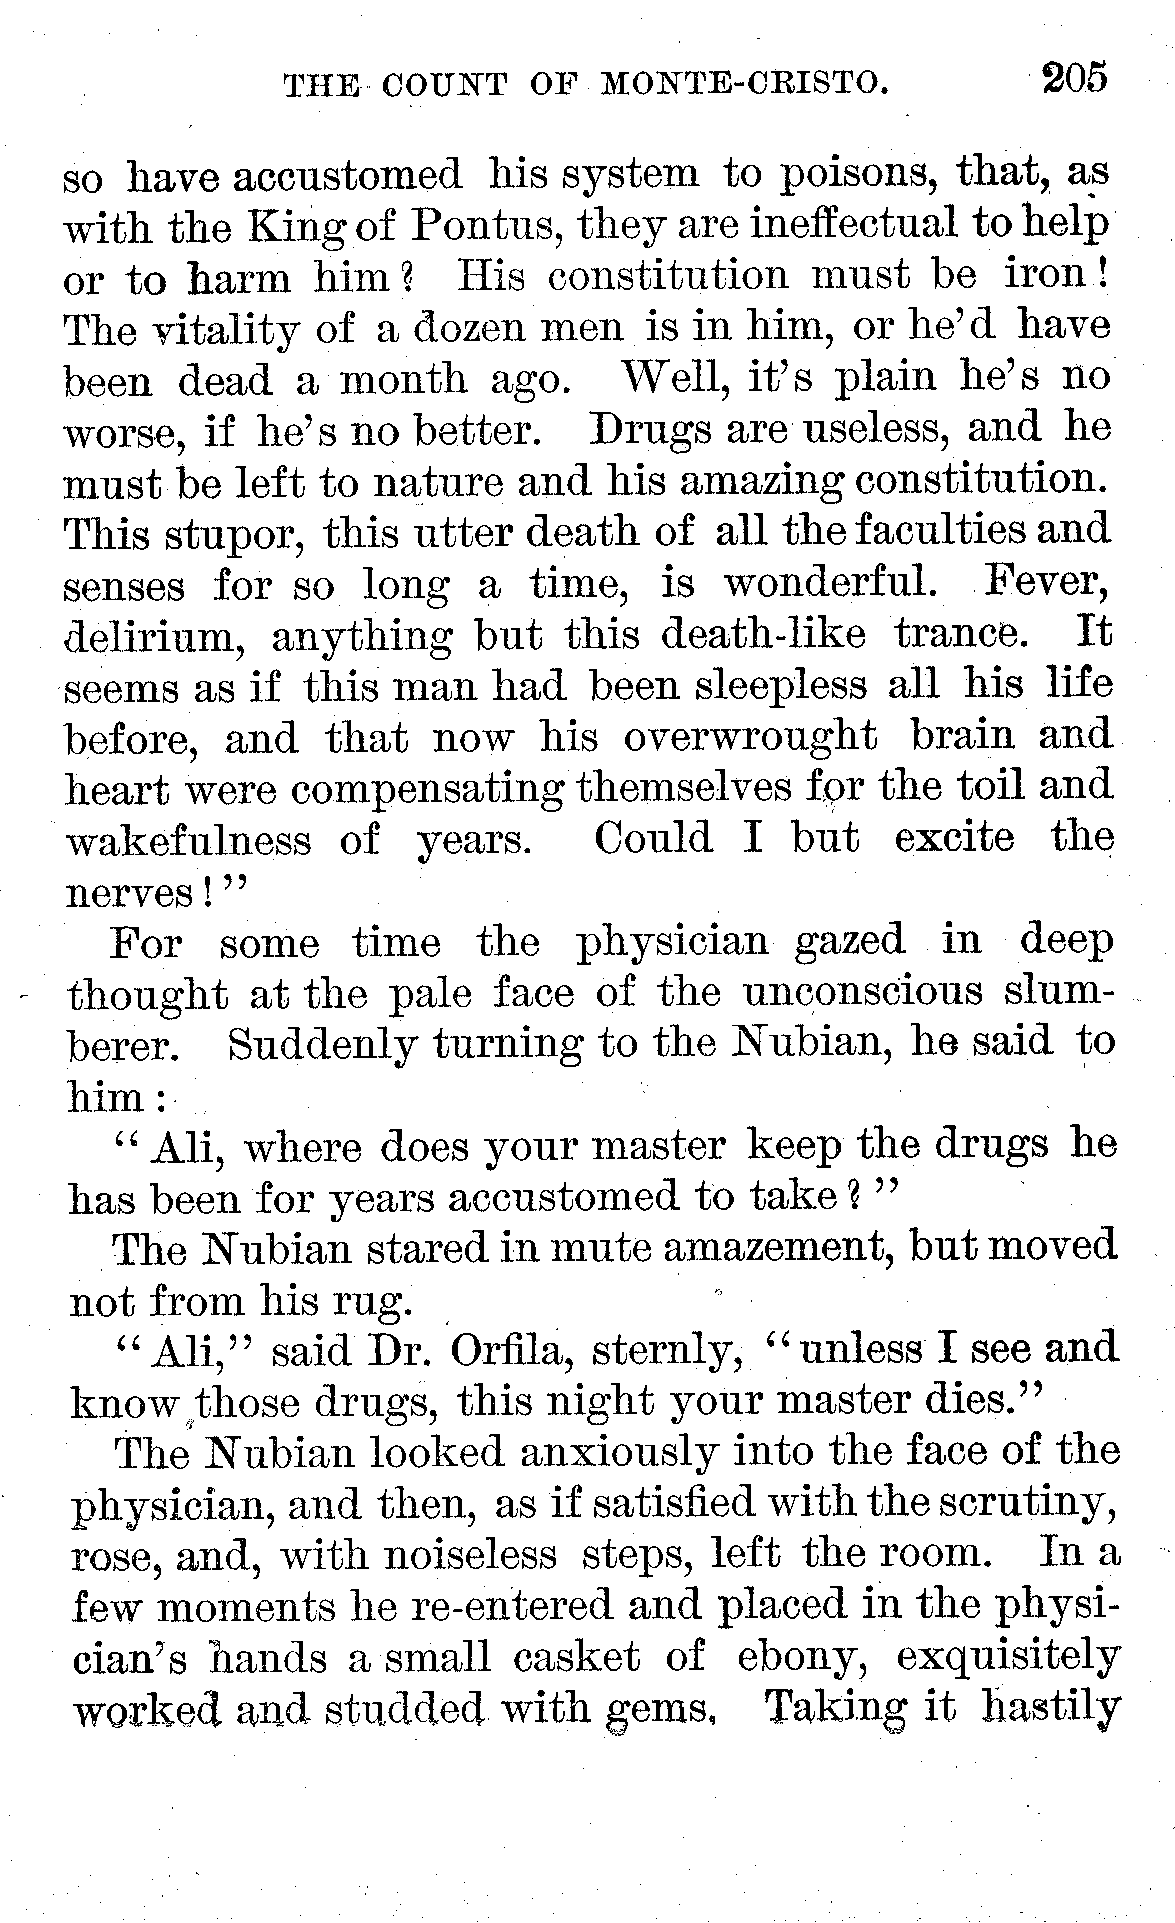 THE COUNT OF MONTE-CRISTO. 205
so have accustomed his system to poisons, that, as
with the King of Pontus, they are ineffectual to help
or to harm him? His constitution must be iron!
The vitality of a dozen men is in him, or he'd have
been dead a month ago. Well, it's plain he's no
worse, if he's no better. Drugs are useless, and he
must be left to nature and his amazing constitution.
This stupor, this utter death of all the faculties and
senses for so long a time, is wonderful. Fever,
delirium, anything but this death-like trance. It
seems as if this man had been sleepless all his life
before, and that now his overwrought brain and
heart were compensating themselves for the toil and
wakefulness of years. Could I but excite the
nerves!"
For some time the physician gazed in deep
thought at the pale face of the unconscious slum-
berer. Suddenly turning to the Nubian, he said to
him:
"Ali, where does your master keep the drugs he
has been for years accustomed to take?"
The Nubian stared in mute amazement, but moved
not from his rug.
"Ali," said Dr. Orfila, sternly, "unless I see and
know those drugs, this night your master dies."
The Nubian looked anxiously into the face of the
physician, and then, as if satisfied with the scrutiny,
rose, and, with noiseless steps, left the room. In a
few moments he re-entered and placed in the physi-
cian's hands a small casket of ebony, exquisitely
worked and studded with gems. Taking it hastily